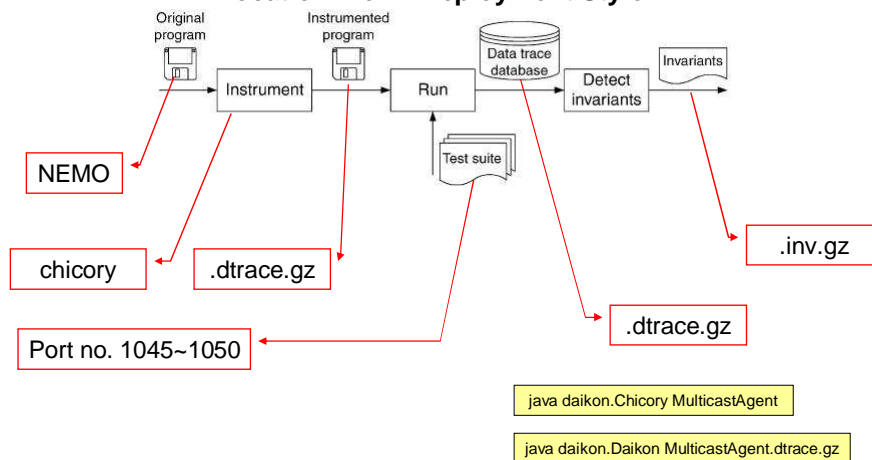 Original
program
Instrumented
program
Instrument
Run
Data trace
database
Detect
invariants
Invariants
Test suite
NEMO
chicory
.dtrace.gz
.inv.gz
.dtrace.gz
Port no. 1045~1050
java daikon.Chicory MulticastAgent
java daikon.Daikon MulticastAgent.dtrace.gz